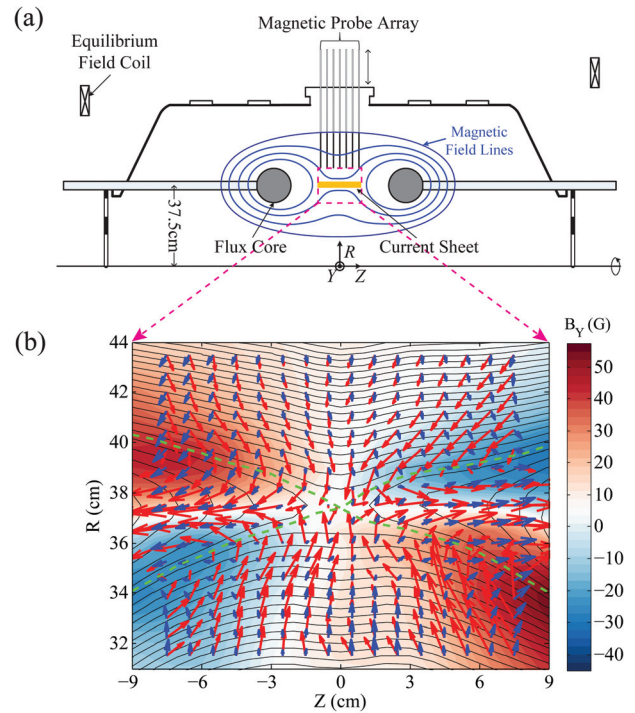 (a)
Magnetic Probe Array
Equilibrium
Field Coil
Magnetic
Field Lines
37.5cm
Flux Core
Current Sheet
R
Y
Z
(b)
B_Y (G)
44
42
40
38
36
34
32
R (cm)
−9
−6
−3
0
3
6
9
Z (cm)
50
40
30
20
10
0
−10
−20
−30
−40